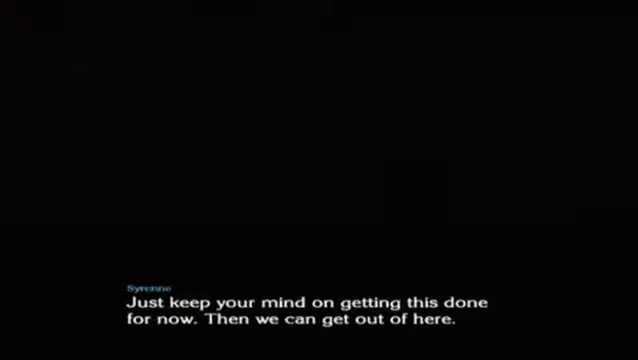 Syrenne
Just keep your mind on getting this done
for now. Then we can get out of here.